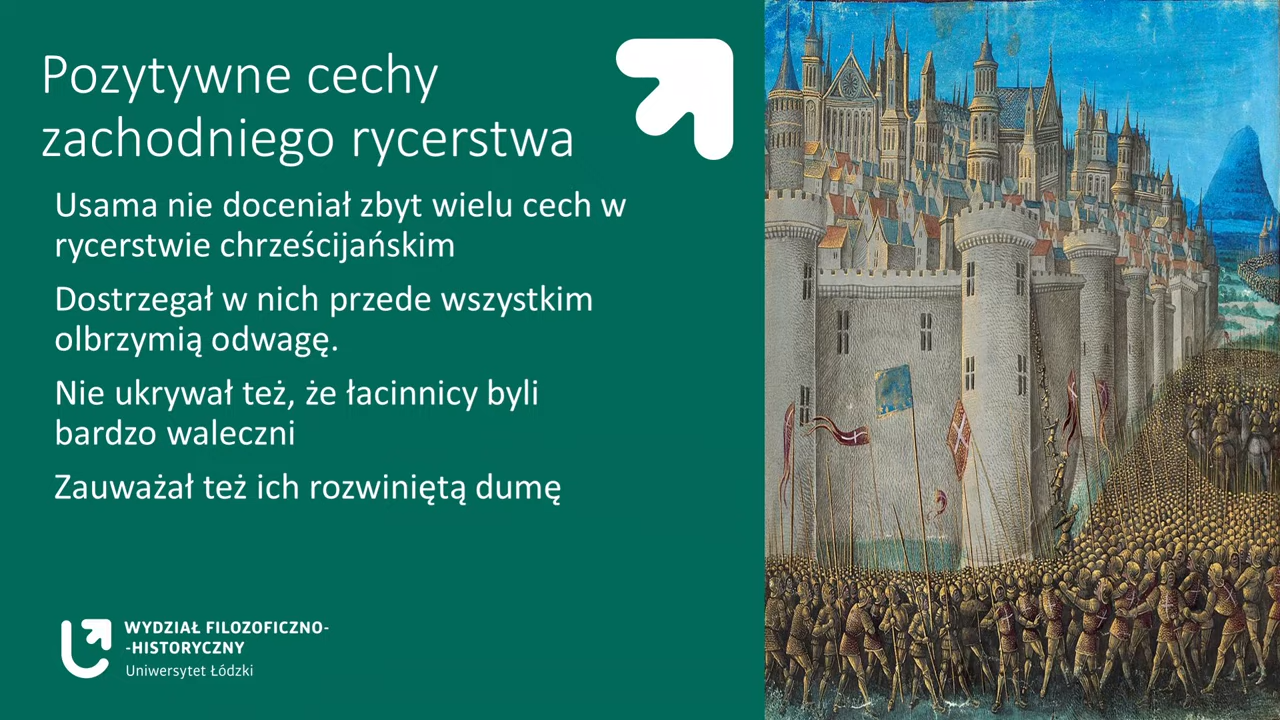 Pozytywne cechy
zachodniego rycerstwa
Usama nie doceniał zbyt wielu cech w
rycerstwie chrześcijańskim
Dostrzegał w nich przede wszystkim
olbrzymią odwagę.
Nie ukrywał też, że łacinnicy byli
bardzo waleczni
Zauważał też ich rozwiniętą dumę
WYDZIAŁ FILOZOFICZNO-
-HISTORYCZNY
Uniwersytet Łódzki